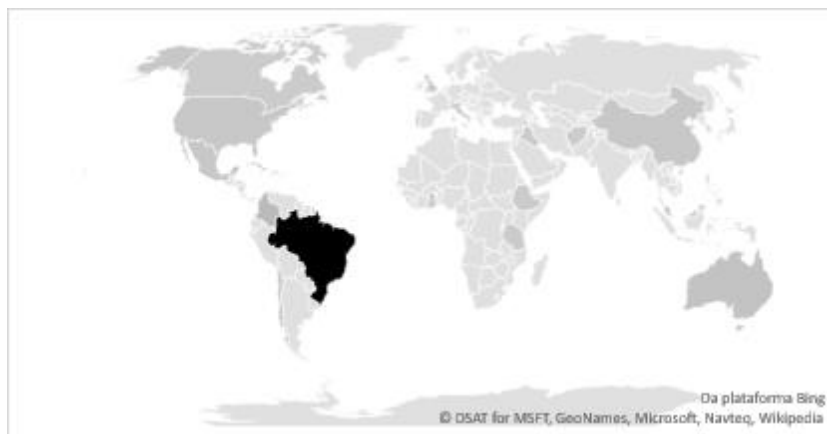 Da plataforma Bing
© DSAT for MSFT, GeoNames, Microsoft, Navteq, Wikipedia